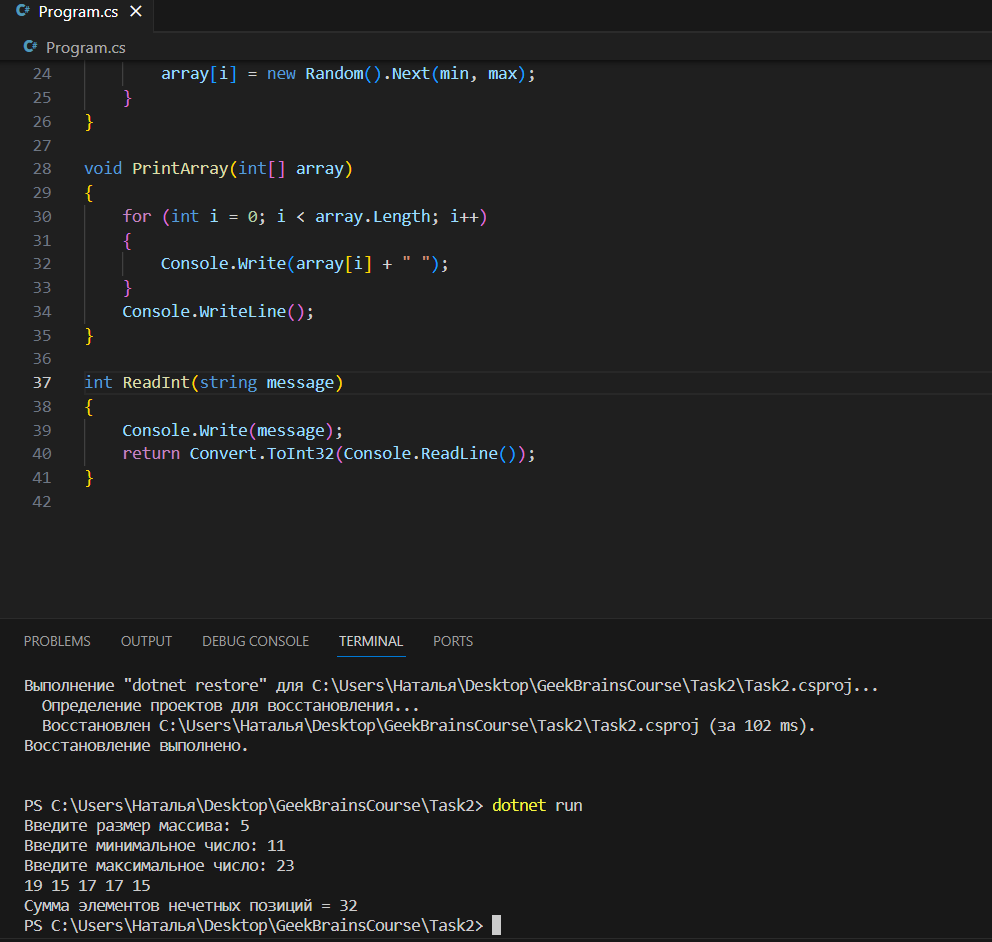 Program.cs
Program.cs
24 array[i] = new Random().Next(min, max);
25 }
26 }
27
28 void PrintArray(int[] array)
29 {
30 for (int i = 0; i < array.Length; i++)
31 {
32 Console.Write(array[i] + " ");
33 }
34 Console.WriteLine();
35 }
36
37 int ReadInt(string message)
38 {
39 Console.Write(message);
40 return Convert.ToInt32(Console.ReadLine());
41 }
42
PROBLEMS OUTPUT DEBUG CONSOLE TERMINAL PORTS
Выполнение "dotnet restore" для C:\Users\Наталья\Desktop\GeekBrainsCourse\Task2\Task2.csproj...
Определение проектов для восстановления...
Восстановлен C:\Users\Наталья\Desktop\GeekBrainsCourse\Task2\Task2.csproj (за 102 ms).
Восстановление выполнено.
PS C:\Users\Наталья\Desktop\GeekBrainsCourse\Task2> dotnet run
Введите размер массива: 5
Введите минимальное число: 11
Введите максимальное число: 23
19 15 17 17 15
Сумма элементов нечетных позиций = 32
PS C:\Users\Наталья\Desktop\GeekBrainsCourse\Task2>